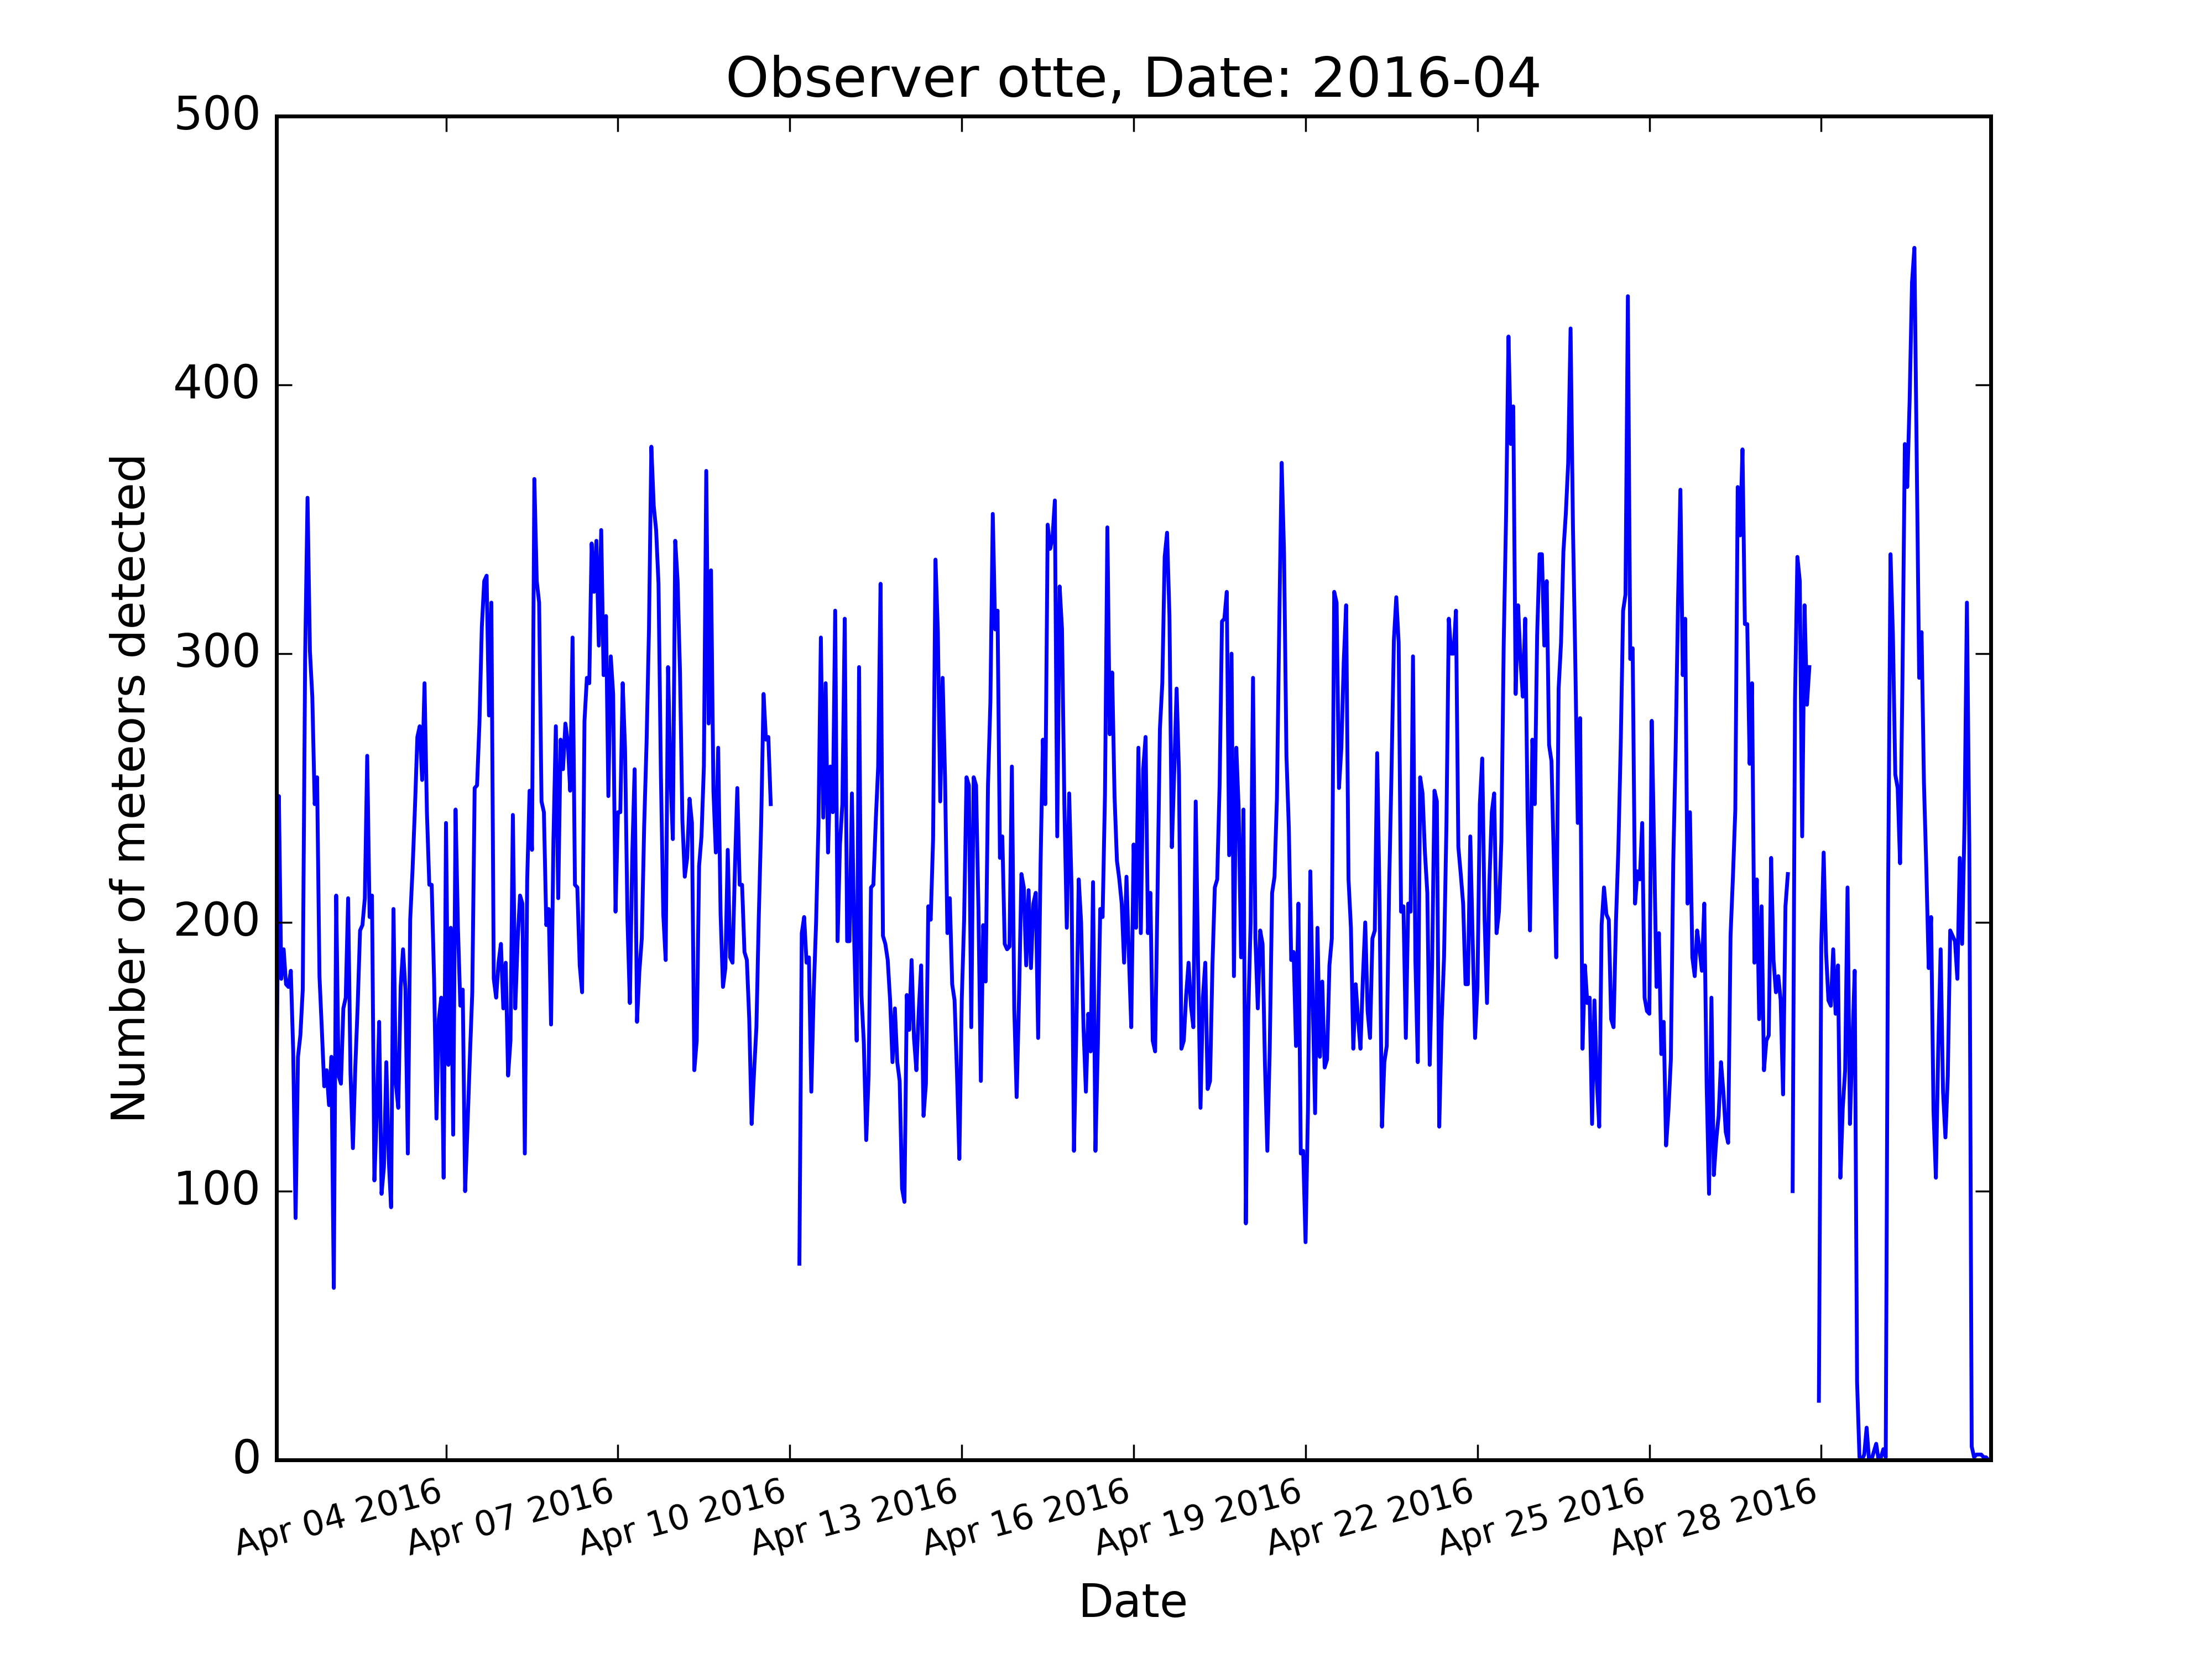 Observer otte, Date: 2016-04
500
400
300
200
100
0
Number of meteors detected
Apr 04 2016
Apr 07 2016
Apr 10 2016
Apr 13 2016
Apr 16 2016
Apr 19 2016
Apr 22 2016
Apr 25 2016
Apr 28 2016
Date